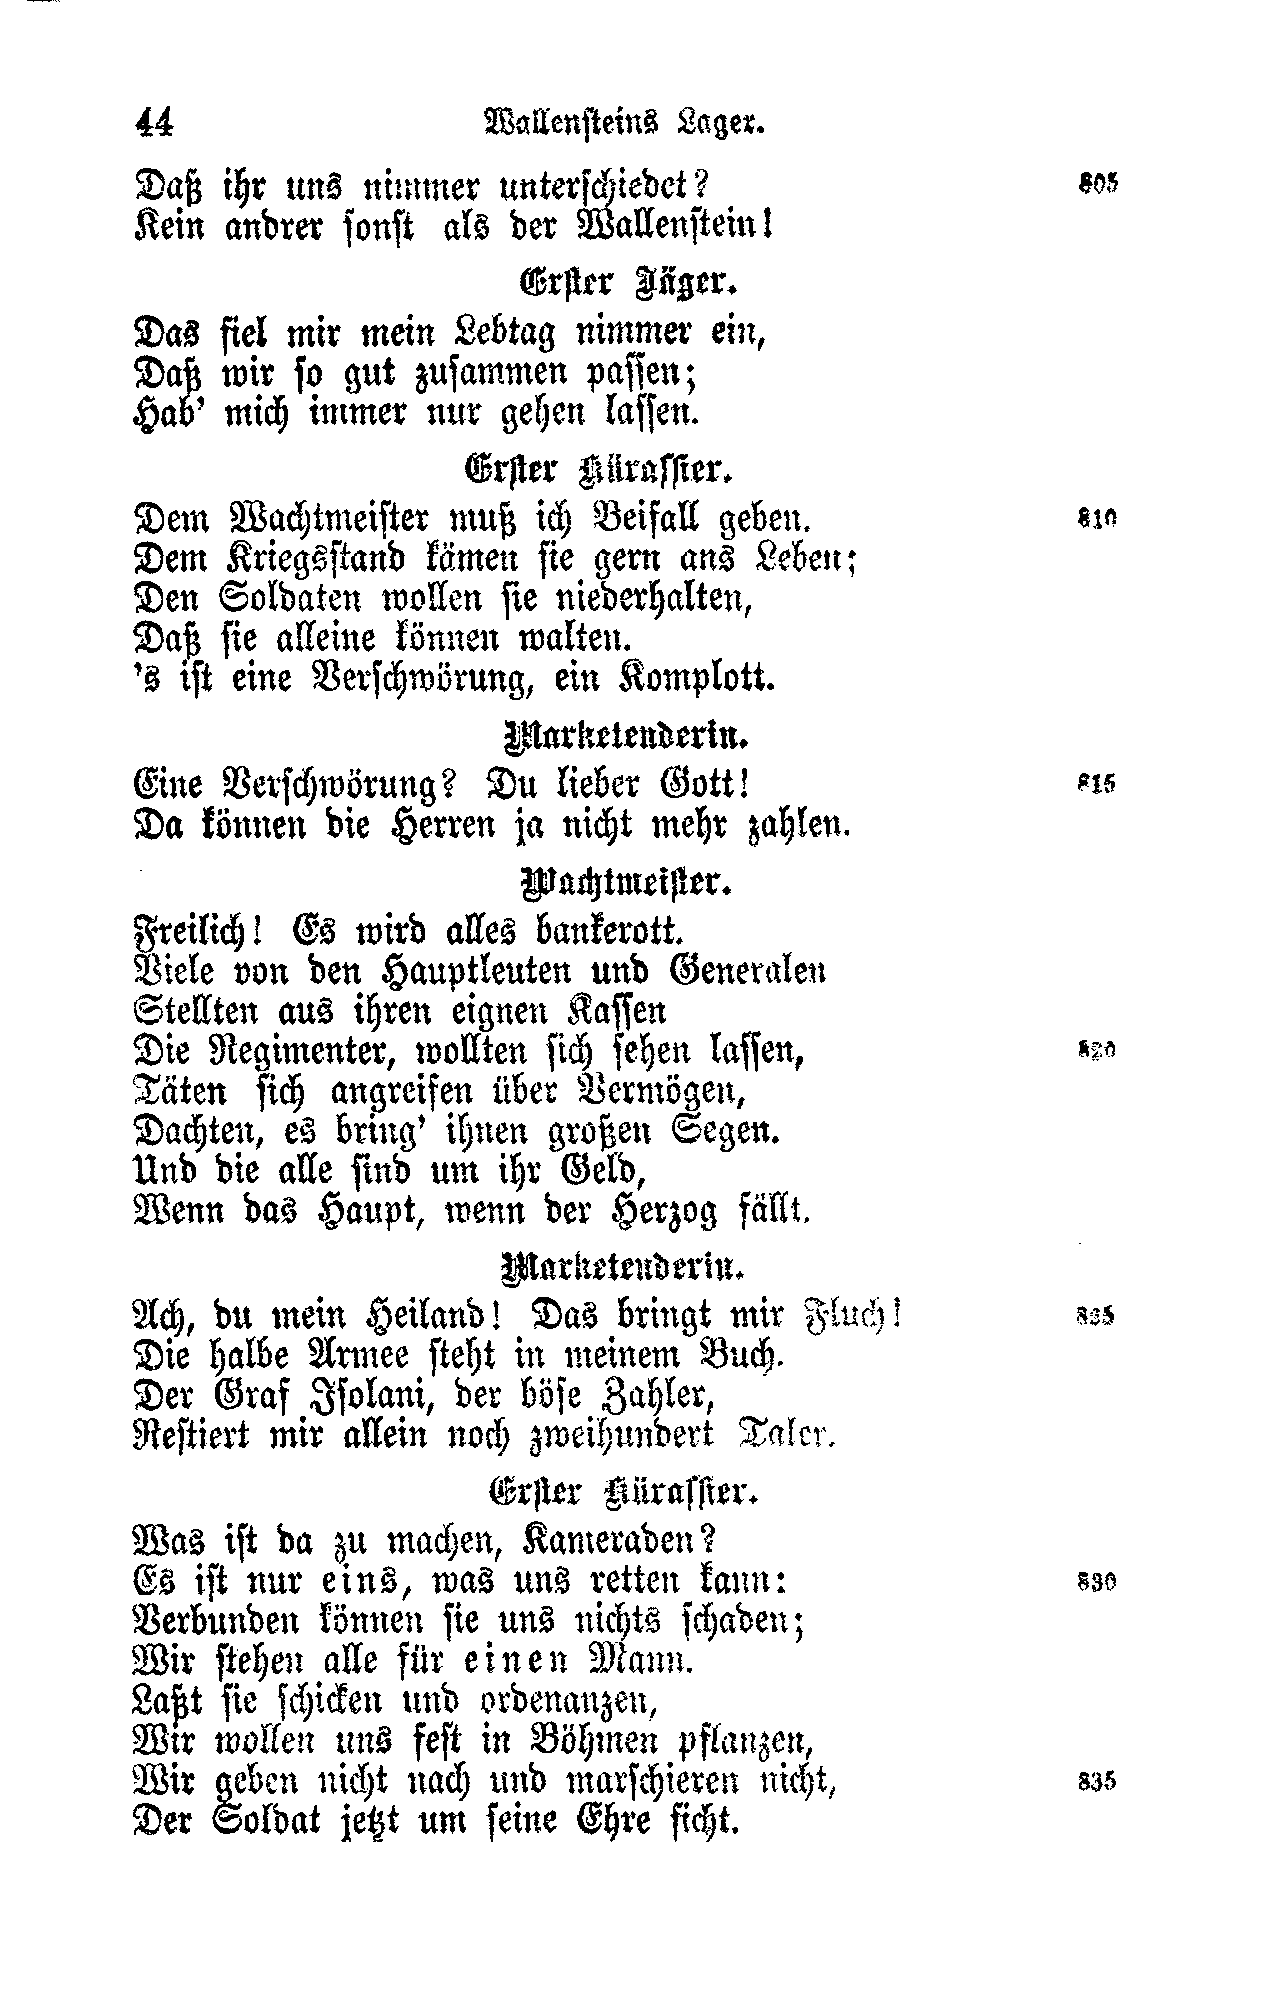 44 Wallensteins Lager.
Daß ihr uns nimmer unterschiedet? 805
Kein andrer sonst als der Wallenstein!
Erster Jäger.
Das fiel mir mein Lebtag nimmer ein,
Daß wir so gut zusammen passen;
Hab' mich immer nur gehen lassen.
Erster Kürassier.
Dem Wachtmeister muß ich Beifall geben. 810
Dem Kriegsstand kämen sie gern ans Leben;
Den Soldaten wollen sie niederhalten,
Daß sie alleine können walten.
's ist eine Verschwörung, ein Komplott.
Marketenderin.
Eine Verschwörung? Du lieber Gott! 815
Da können die Herren ja nicht mehr zahlen.
Wachtmeister.
Freilich! Es wird alles bankerott.
Viele von den Hauptleuten und Generalen
Stellten aus ihren eignen Kassen
Die Regimenter, wollten sich sehen lassen, 820
Täten sich angreifen über Vermögen,
Dachten, es bring' ihnen großen Segen.
Und die alle sind um ihr Geld,
Wenn das Haupt, wenn der Herzog fällt.
Marketenderin.
Ach, du mein Heiland! Das bringt mir Fluch! 825
Die halbe Armee steht in meinem Buch.
Der Graf Isolani, der böse Zahler,
Restiert mir allein noch zweihundert Taler.
Erster Kürassier.
Was ist da zu machen, Kameraden?
Es ist nur eins, was uns retten kann: 830
Verbunden können sie uns nichts schaden;
Wir stehen alle für einen Mann.
Laßt sie schicken und ordenanzen,
Wir wollen uns fest in Böhmen pflanzen,
Wir geben nicht nach und marschieren nicht, 835
Der Soldat jetzt um seine Ehre ficht.